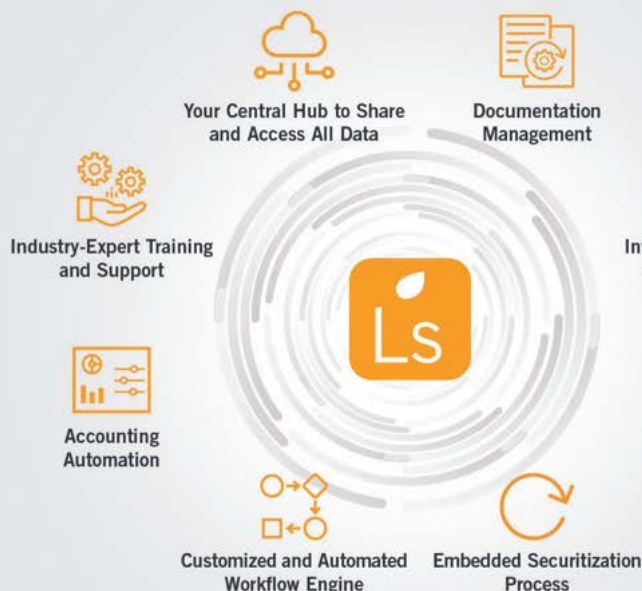 Your Central Hub to Share
and Access All Data
Documentation
Management
Industry-Expert Training
and Support
Ls
Accounting
Automation
Customized and Automated
Workflow Engine
Embedded Securitization
Process